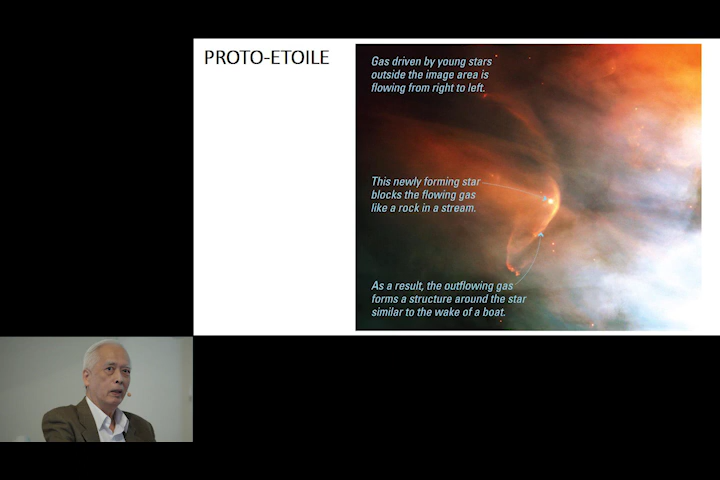 PROTO-ETOILE
Gas driven by young stars
outside the image area is
flowing from right to left.
This newly forming star
blocks the flowing gas
like a rock in a stream.
As a result, the outflowing gas
forms a structure around the star
similar to the wake of a boat.